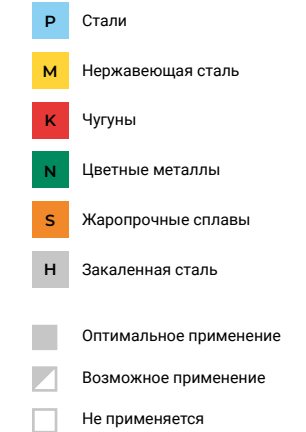 P Стали
M Нержавеющая сталь
K Чугуны
N Цветные металлы
S Жаропрочные сплавы
H Закаленная сталь
Оптимальное применение
Возможное применение
Не применяется